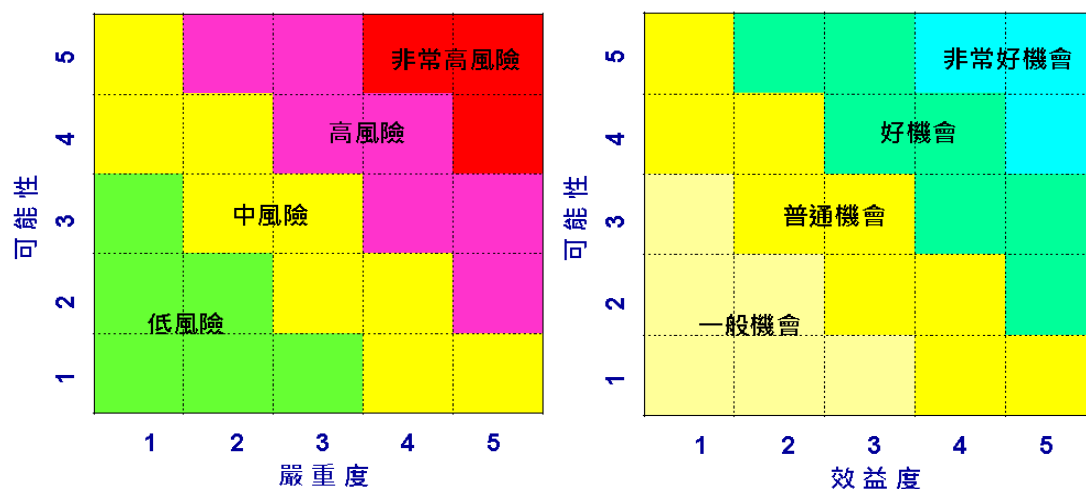 5
4
3
2
1
可能性
非常高風險
高風險
中風險
低風險
1 2 3 4 5
嚴重度
5
4
3
2
1
可能性
非常好機會
好機會
普通機會
一般機會
1 2 3 4 5
效益度